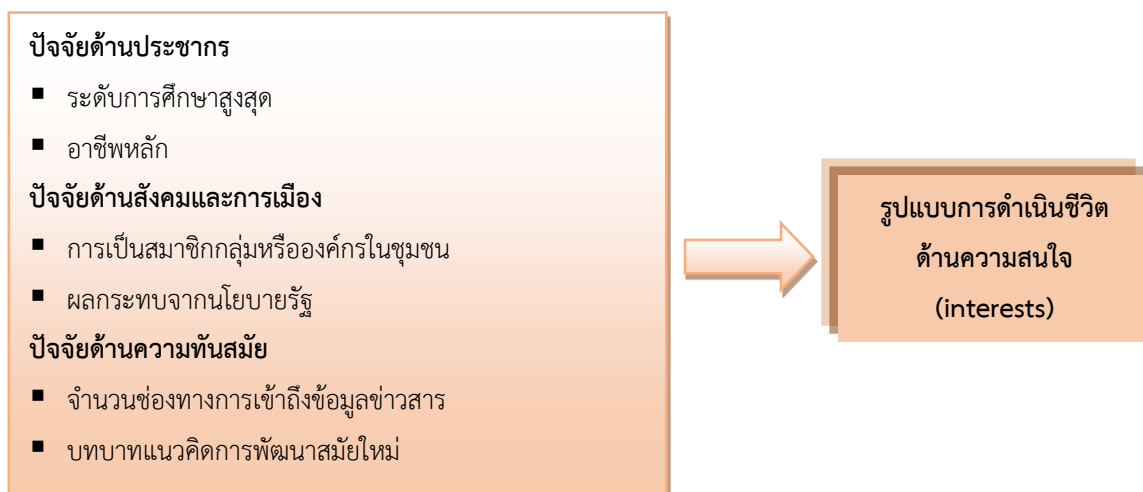 ปัจจัยด้านประชากร
▪ ระดับการศึกษาสูงสุด
▪ อาชีพหลัก
ปัจจัยด้านสังคมและการเมือง
▪ การเป็นสมาชิกกลุ่มหรือองค์กรในชุมชน
▪ ผลกระทบจากนโยบายรัฐ
ปัจจัยด้านความทันสมัย
▪ จำนวนช่องทางการเข้าถึงข้อมูลข่าวสาร
▪ บทบาทแนวคิดการพัฒนาสมัยใหม่
รูปแบบการดำเนินชีวิต
ด้านความสนใจ
(interests)